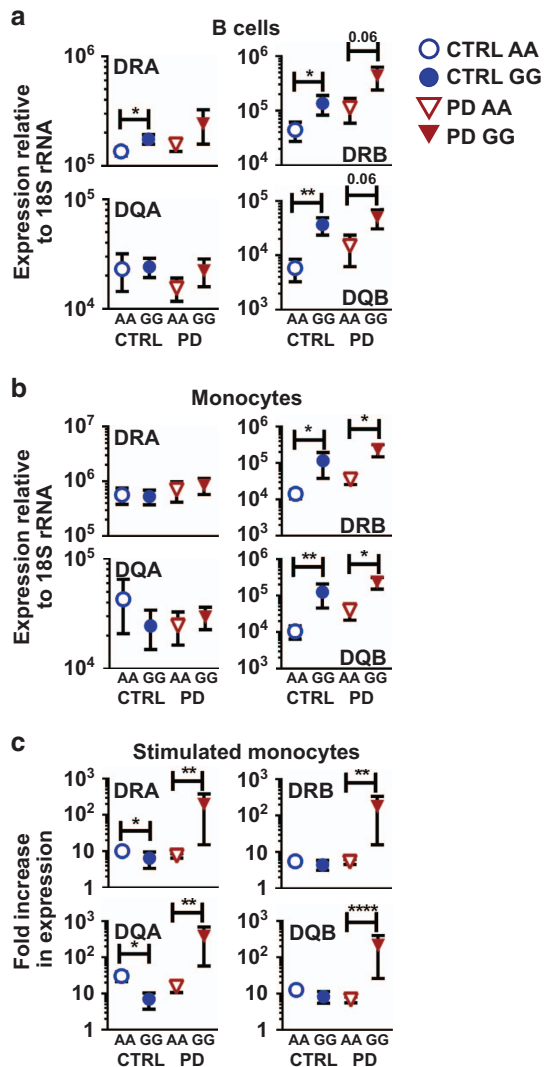 a
B cells
CTRL AA
CTRL GG
PD AA
PD GG
Expression relative
to 18S rRNA
10^6
DRA
*
10^5
10^6
*
0.06
10^5
DRB
10^4
10^5
DQA
10^4
10^5
**
0.06
10^4
DQB
10^3
AA GG AA GG
CTRL PD
AA GG AA GG
CTRL PD
b
Monocytes
Expression relative
to 18S rRNA
10^7
DRA
10^6
10^5
10^6
*
*
10^5
10^4
DRB
10^3
10^5
DQA
10^4
10^6
**
*
10^5
10^4
DQB
10^3
AA GG AA GG
CTRL PD
AA GG AA GG
CTRL PD
c
Stimulated monocytes
Fold increase
in expression
10^3
DRA
**
10^2
*
10
1
10^3
DRB
**
10^2
10
1
10^3
DQA
**
10^2
*
10
1
10^3
DQB
****
10^2
10
1
AA GG AA GG
CTRL PD
AA GG AA GG
CTRL PD